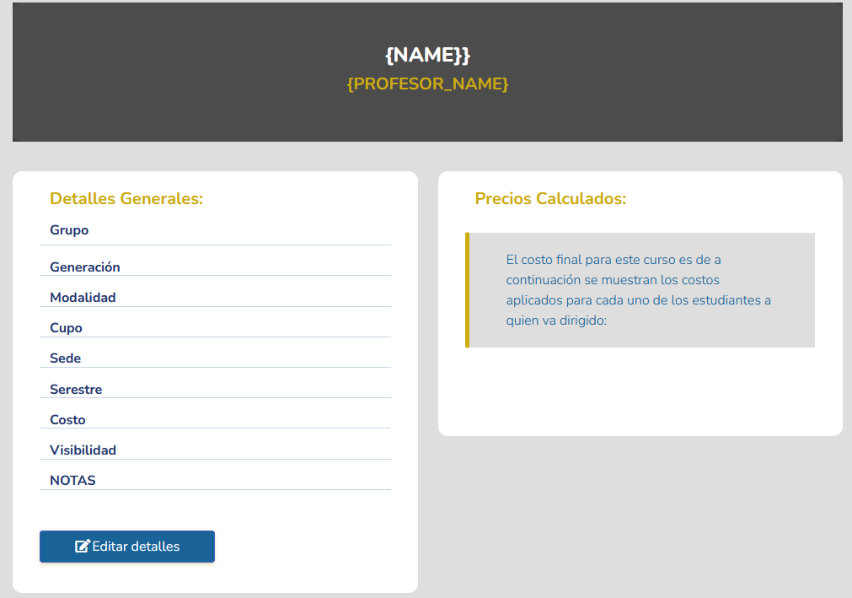 {NAME}}
{PROFESOR_NAME}
Detalles Generales:
Grupo
Generación
Modalidad
Cupo
Sede
Serestre
Costo
Visibilidad
NOTAS
Editar detalles
Precios Calculados:
El costo final para este curso es de a
continuación se muestran los costos
aplicados para cada uno de los estudiantes a
quien va dirigido: